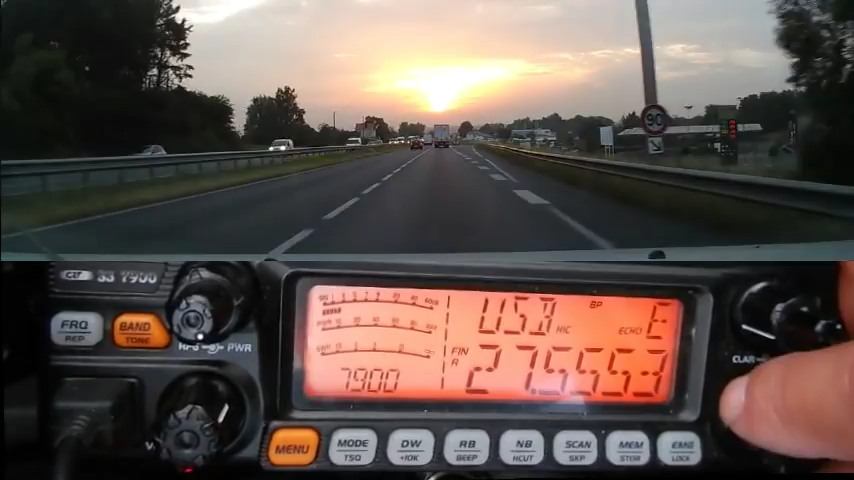 90
CRT SS 7900
FRQ
REP
BAND
TONE
PWR
USB
MIC
BP
ECHO E
FIN
R
27.5553
7900
CLAR
MENU
MODE
TSQ
DW
+10K
RB
BEEP
NB
HCUT
SCAN
SKP
MEM
STOR
EMG
LOCK